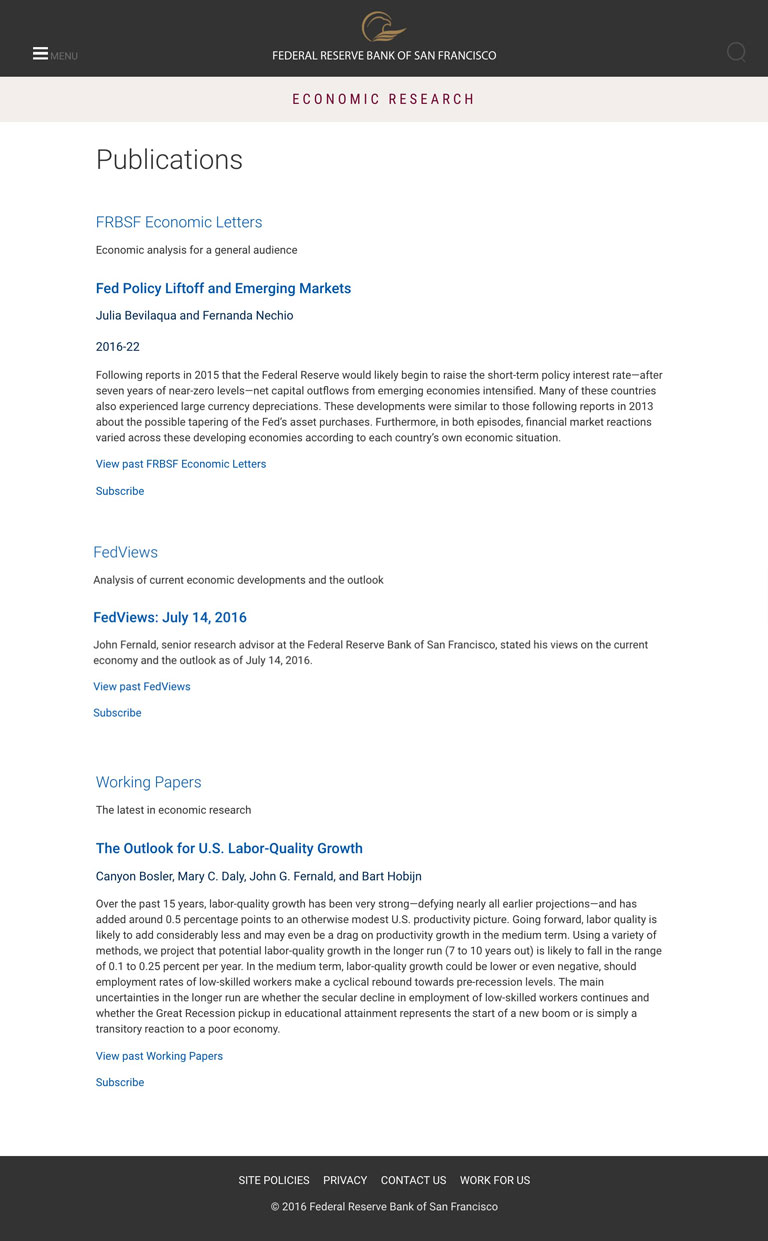 MENU
FEDERAL RESERVE BANK OF SAN FRANCISCO
ECONOMIC RESEARCH
Publications
FRBSF Economic Letters
Economic analysis for a general audience
Fed Policy Liftoff and Emerging Markets
Julia Bevilaqua and Fernanda Nechio
2016-22
Following reports in 2015 that the Federal Reserve would likely begin to raise the short-term policy interest rate—after
seven years of near-zero levels—net capital outflows from emerging economies intensified. Many of these countries
also experienced large currency depreciations. These developments were similar to those following reports in 2013
about the possible tapering of the Fed's asset purchases. Furthermore, in both episodes, financial market reactions
varied across these developing economies according to each country's own economic situation.
View past FRBSF Economic Letters
Subscribe
FedViews
Analysis of current economic developments and the outlook
FedViews: July 14, 2016
John Fernald, senior research advisor at the Federal Reserve Bank of San Francisco, stated his views on the current
economy and the outlook as of July 14, 2016.
View past FedViews
Subscribe
Working Papers
The latest in economic research
The Outlook for U.S. Labor-Quality Growth
Canyon Bosler, Mary C. Daly, John G. Fernald, and Bart Hobijn
Over the past 15 years, labor-quality growth has been very strong—defying nearly all earlier projections—and has
added around 0.5 percentage points to an otherwise modest U.S. productivity picture. Going forward, labor quality is
likely to add considerably less and may even be a drag on productivity growth in the medium term. Using a variety of
methods, we project that potential labor-quality growth in the longer run (7 to 10 years out) is likely to fall in the range
of 0.1 to 0.25 percent per year. In the medium term, labor-quality growth could be lower or even negative, should
employment rates of low-skilled workers make a cyclical rebound towards pre-recession levels. The main
uncertainties in the longer run are whether the secular decline in employment of low-skilled workers continues and
whether the Great Recession pickup in educational attainment represents the start of a new boom or is simply a
transitory reaction to a poor economy.
View past Working Papers
Subscribe
SITE POLICIES PRIVACY CONTACT US WORK FOR US
© 2016 Federal Reserve Bank of San Francisco